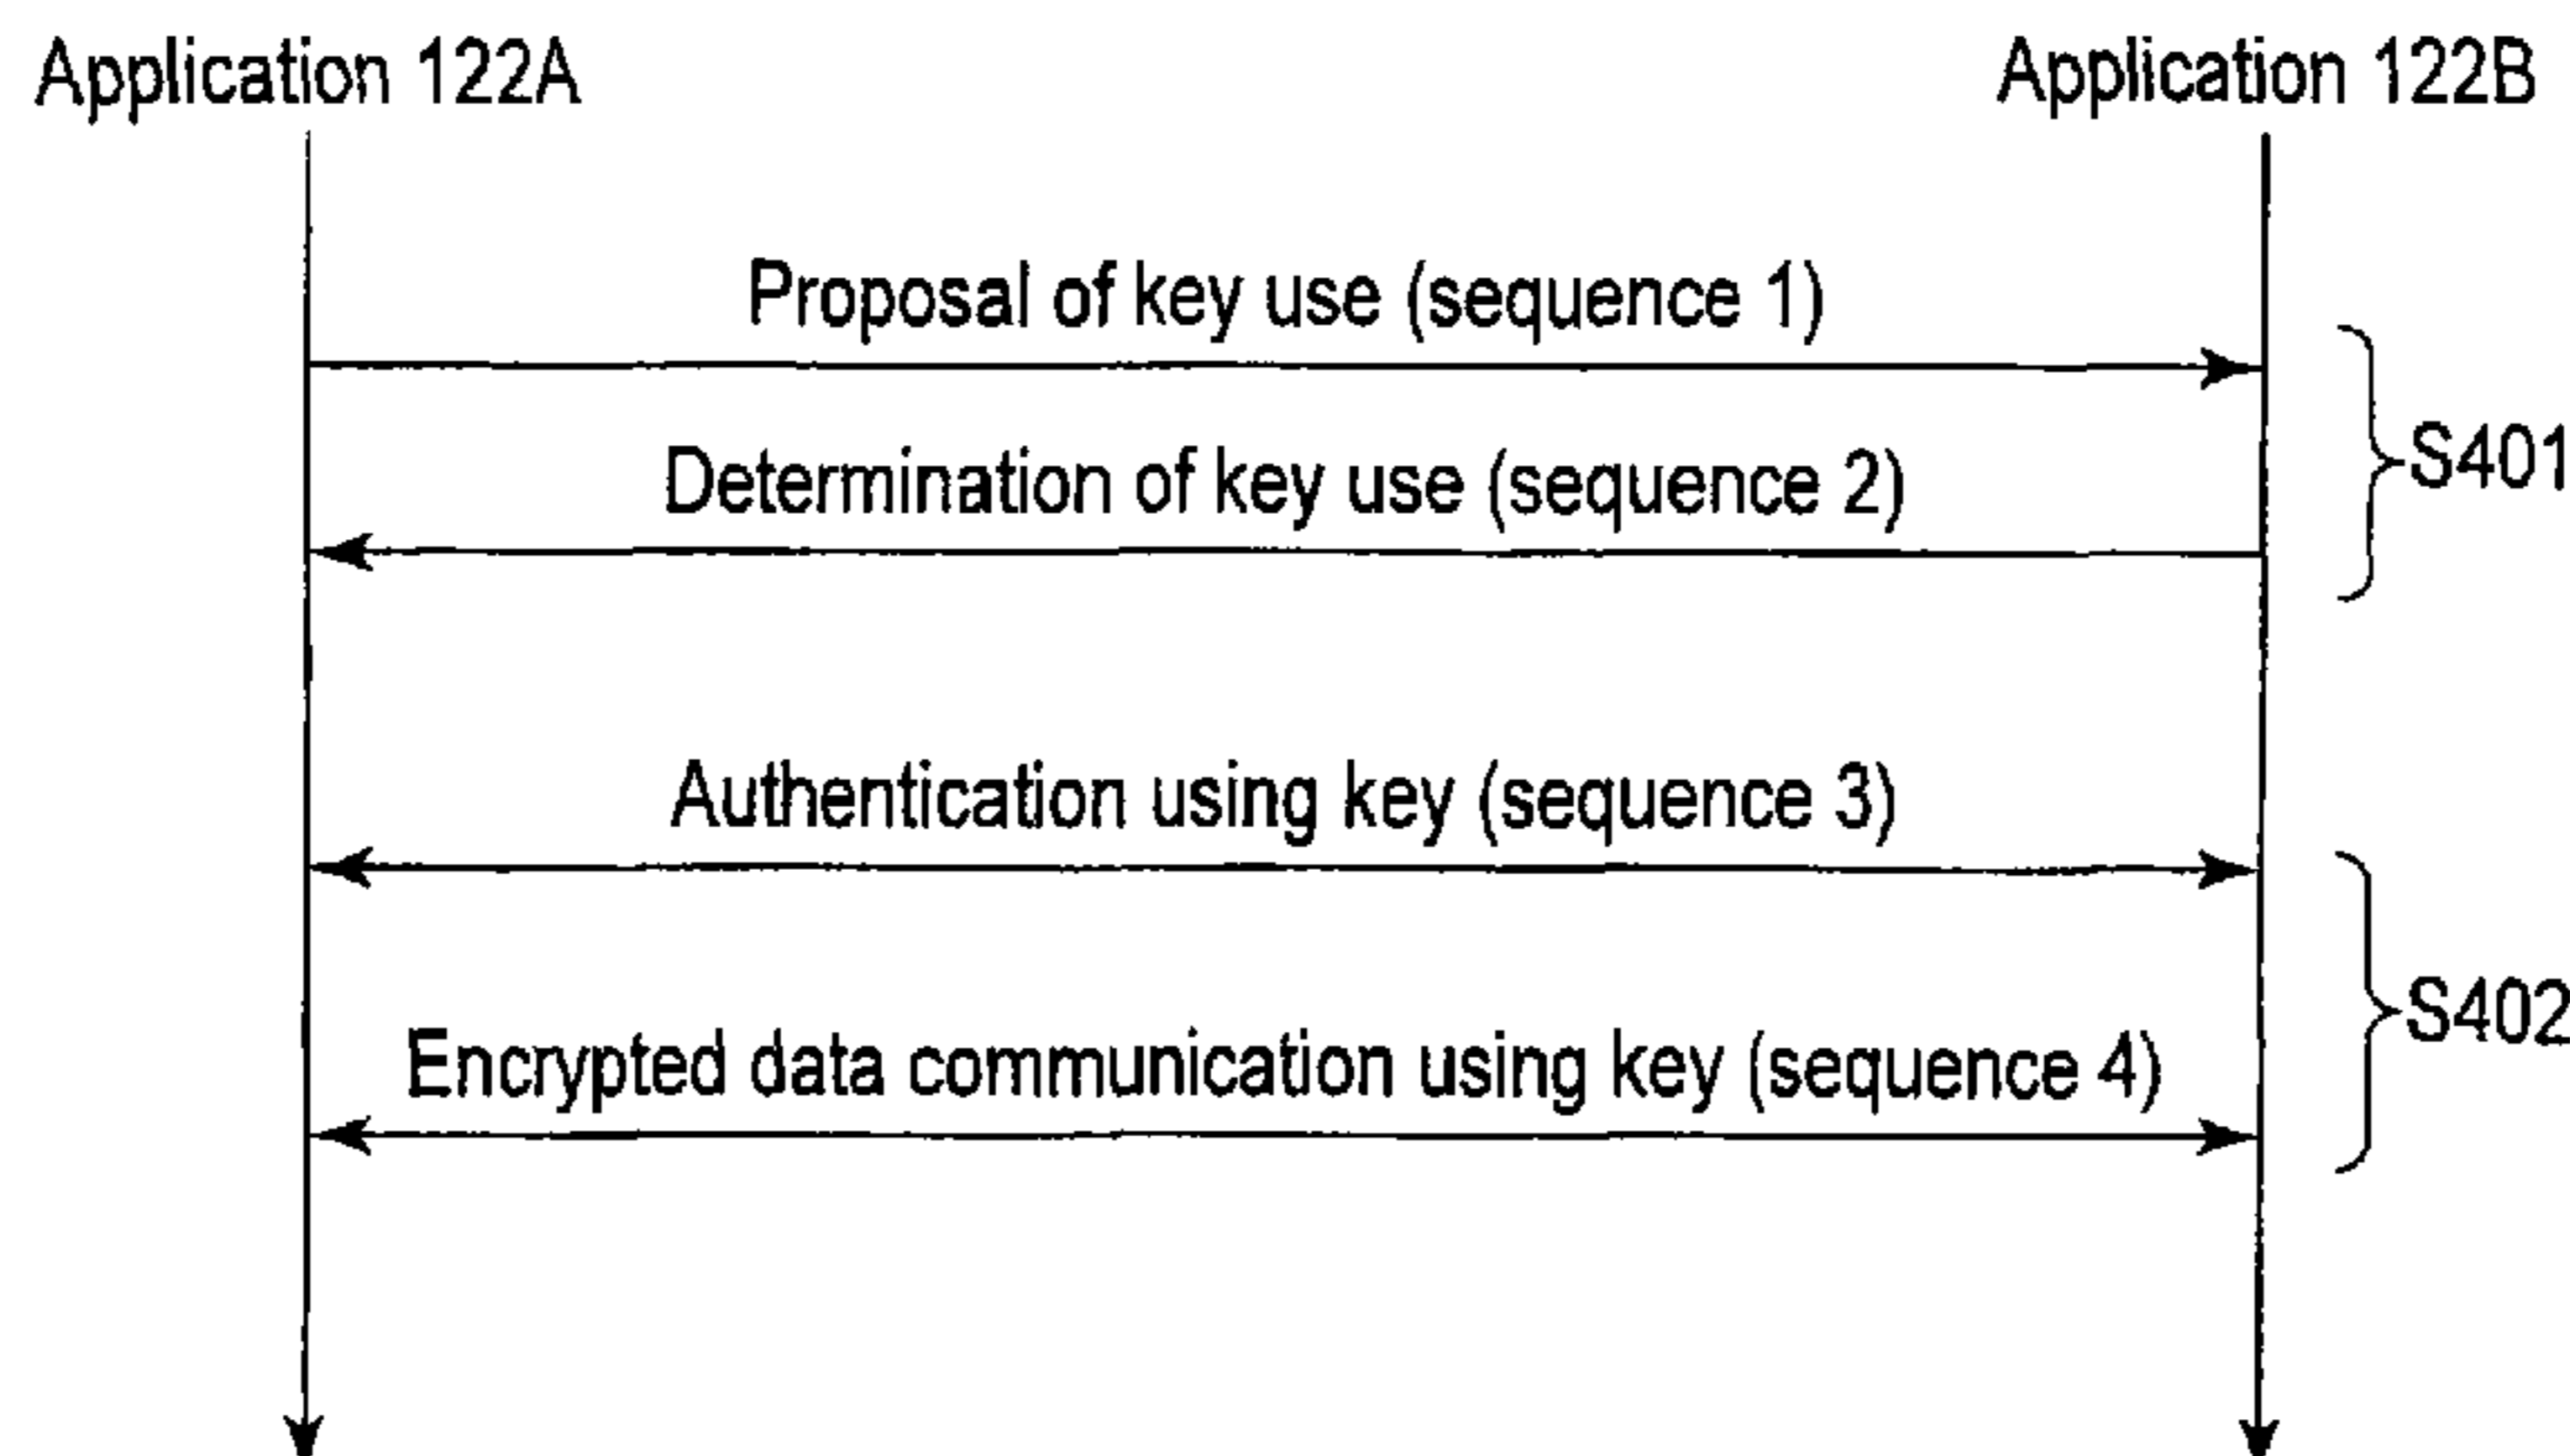 Application 122A
Application 122B
Proposal of key use (sequence 1)
Determination of key use (sequence 2)
S401
Authentication using key (sequence 3)
Encrypted data communication using key (sequence 4)
S402